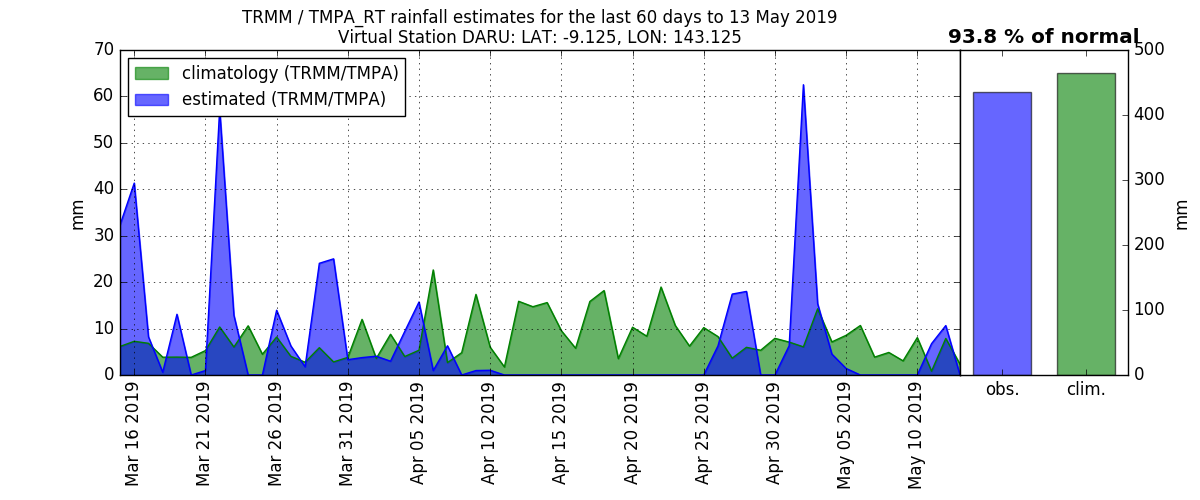 TRMM / TMPA_RT rainfall estimates for the last 60 days to 13 May 2019
Virtual Station DARU: LAT: -9.125, LON: 143.125
93.8 % of normal
climatology (TRMM/TMPA)
estimated (TRMM/TMPA)
mm
70
60
50
40
30
20
10
0
Mar 16 2019
Mar 21 2019
Mar 26 2019
Mar 31 2019
Apr 05 2019
Apr 10 2019
Apr 15 2019
Apr 20 2019
Apr 25 2019
Apr 30 2019
May 05 2019
May 10 2019
obs.
clim.
500
400
300
200
100
0
mm